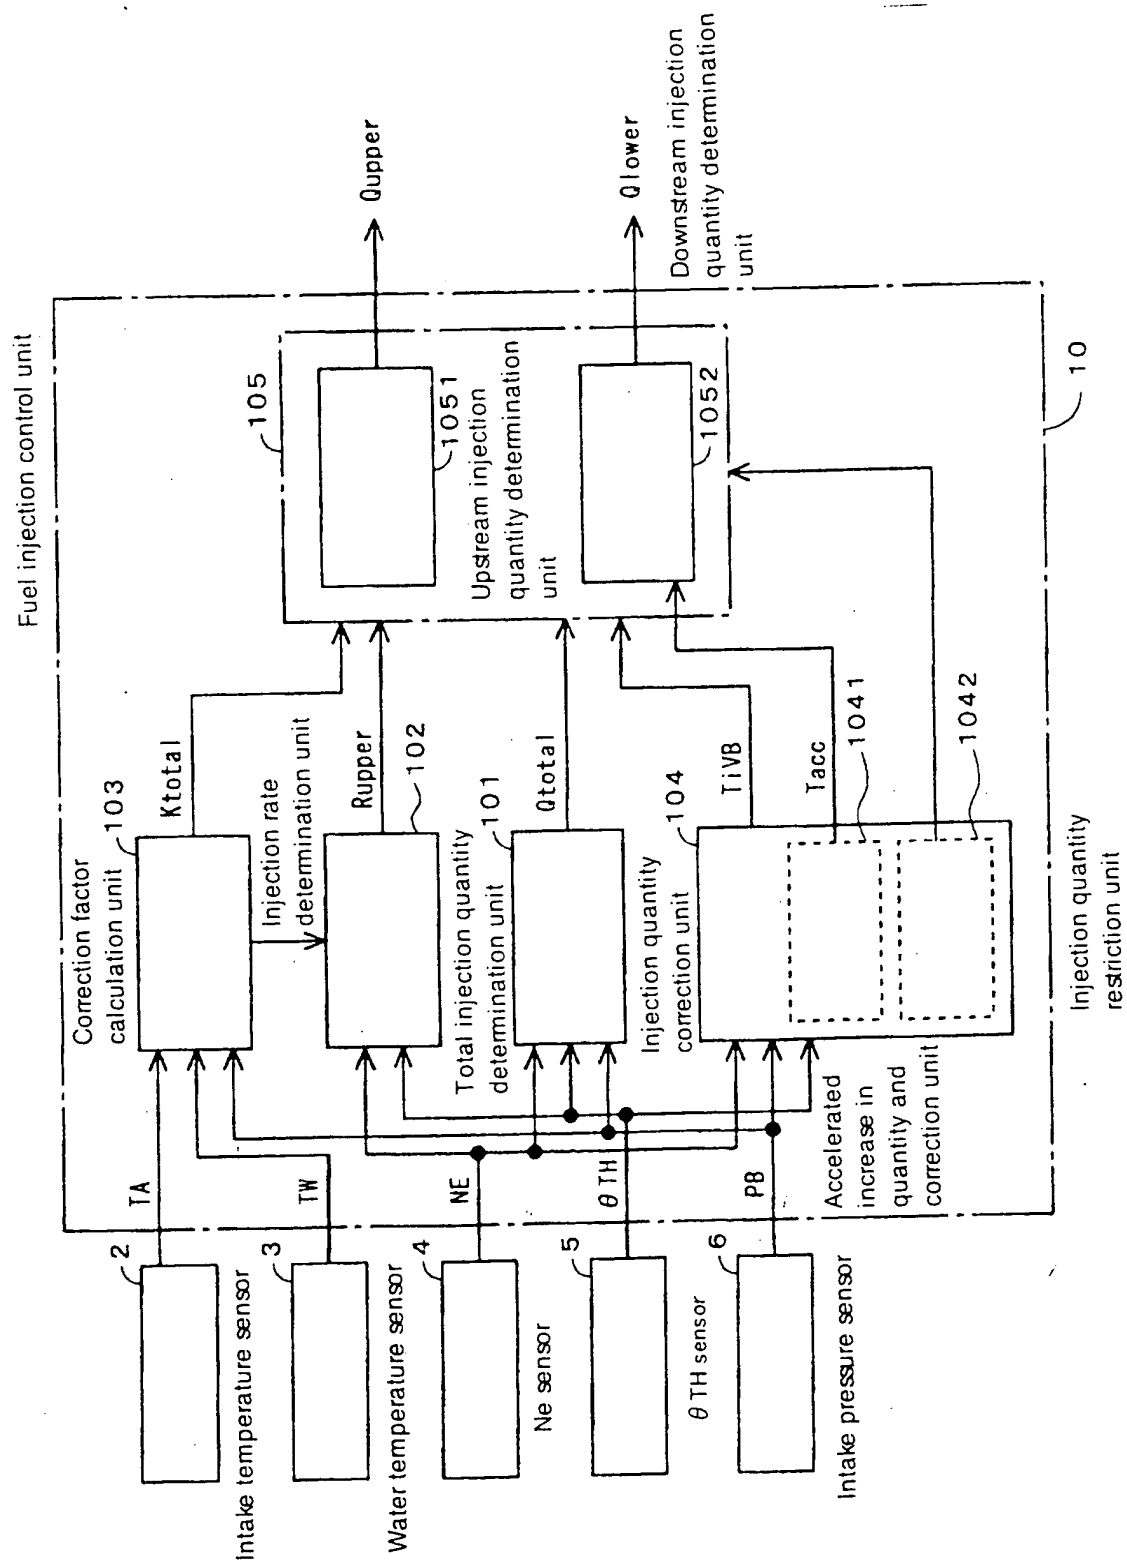 Fuel injection control unit
Correction factor
calculation unit
103
Ktotal
105
Qupper
1051
Upstream injection
quantity determination
unit
TA
2
Intake temperature sensor
Injection rate
determination unit
Rupper
102
TW
3
Water temperature sensor
Total injection quantity
determination unit
101
Qtotal
Qlower
1052
Downstream injection
quantity determination
unit
NE
4
Ne sensor
Injection quantity
correction unit
104
TiVB
Tacc
1041
1042
θTH
5
θTH sensor
PB
6
Intake pressure sensor
Accelerated
increase in
quantity and
correction unit
Injection quantity
restriction unit
10